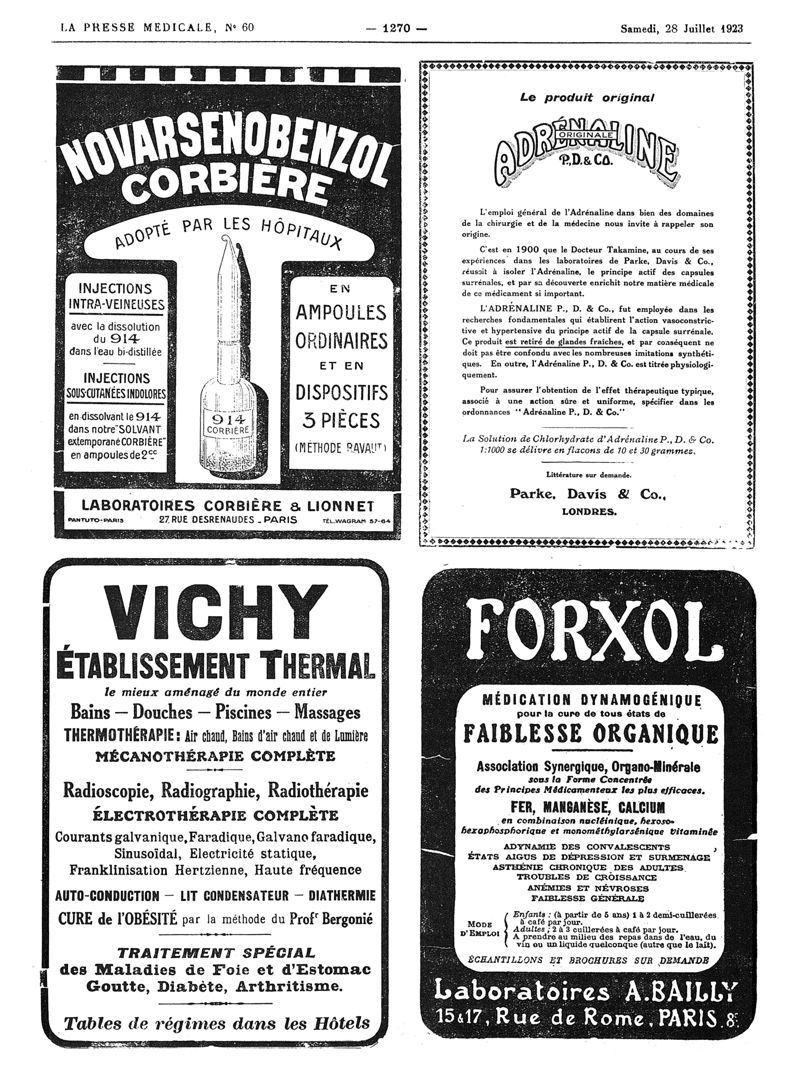 LA PRESSE MEDICALE, N° 60
— 1270 —
Samedi, 28 Juillet 1923
NOVARSENOBENZOL
CORBIÈRE
ADOPTÉ PAR LES HÔPITAUX
INJECTIONS
INTRA-VEINEUSES
avec la dissolution
du 914
dans l'eau bi-distillée
INJECTIONS
SOUS-CUTANÉES INDOLORES
en dissolvant le 914
dans notre "SOLVANT
extemporané CORBIÈRE"
en ampoules de 2cc
914
CORBIÈRE
EN
AMPOULES
ORDINAIRES
ET EN
DISPOSITIFS
3 PIÈCES
(MÉTHODE RAVAUT)
LABORATOIRES CORBIÈRE & LIONNET
PANTUTO-PARIS 27, RUE DESRENAUDES - PARIS TÉL. WAGRAM 37-64
Le produit original
ADRÉNALINE
ORIGINALE
P.D. & CO.
L'emploi général de l'Adrénaline dans bien des domaines
de la chirurgie et de la médecine nous invite à rappeler son
origine.
C'est en 1900 que le Docteur Takamine, au cours de ses
expériences dans les laboratoires de Parke, Davis & Co.,
réussit à isoler l'Adrénaline, le principe actif des capsules
surrénales, et par sa découverte enrichit notre matière médicale
de ce médicament si important.
L'ADRÉNALINE P., D. & Co., fut employée dans les
recherches fondamentales qui établirent l'action vasoconstric-
tive et hypertensive du principe actif de la capsule surrénale.
Ce produit est retiré de glandes fraîches, et par conséquent ne
doit pas être confondu avec les nombreuses imitations synthéti-
ques. En outre, l'Adrénaline P., D. & Co. est titrée physiologi-
quement.
Pour assurer l'obtention de l'effet thérapeutique typique,
associé à une action sûre et uniforme, spécifier dans les
ordonnances "Adrénaline P., D. & Co."
La Solution de Chlorhydrate d'Adrénaline P., D. & Co.
1:1000 se délivre en flacons de 10 et 30 grammes.
Littérature sur demande.
Parke, Davis & Co.,
LONDRES.
VICHY
ÉTABLISSEMENT THERMAL
le mieux aménagé du monde entier
Bains — Douches — Piscines — Massages
THERMOTHÉRAPIE : Air chaud, Bains d'air chaud et de Lumière
MÉCANOTHÉRAPIE COMPLÈTE
Radioscopie, Radiographie, Radiothérapie
ÉLECTROTHÉRAPIE COMPLÈTE
Courants galvanique, Faradique, Galvano faradique,
Sinusoïdal, Electricité statique,
Franklinisation Hertzienne, Haute fréquence
AUTO-CONDUCTION — LIT CONDENSATEUR — DIATHERMIE
CURE de l'OBÉSITÉ par la méthode du Profr Bergonié
TRAITEMENT SPÉCIAL
des Maladies de Foie et d'Estomac
Goutte, Diabète, Arthritisme.
Tables de régimes dans les Hôtels
FORXOL
MÉDICATION DYNAMOGÉNIQUE
pour la cure de tous états de
FAIBLESSE ORGANIQUE
Association Synergique, Organo-Minérale
sous la Forme Concentrée
des Principes Médicamenteux les plus efficaces.
FER, MANGANÈSE, CALCIUM
en combinaison nucléinique, hexoso-
hexaphosphorique et monométhylarsénique Vitaminée
ADYNAMIE DES CONVALESCENTS
ÉTATS AIGUS DE DÉPRESSION ET SURMENAGE
ASTHÉNIE CHRONIQUE DES ADULTES
TROUBLES DE CROISSANCE
ANÉMIES ET NÉVROSES
FAIBLESSE GÉNÉRALE
MODE D'EMPLOI
Enfants : (à partir de 5 ans) 1 à 2 demi-cuillerées
à café par jour.
Adultes : 2 à 3 cuillerées à café par jour.
A prendre au milieu des repas dans de l'eau, du
vin ou un liquide quelconque (autre que le lait).
ÉCHANTILLONS ET BROCHURES SUR DEMANDE
Laboratoires A. BAILLY
15 & 17, Rue de Rome, PARIS. 8e